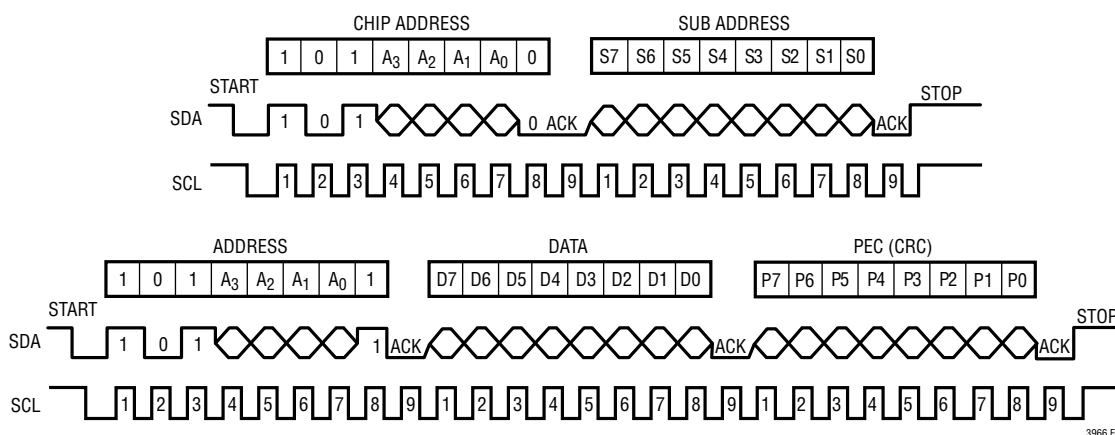 CHIP ADDRESS SUB ADDRESS
1 0 1 A3 A2 A1 A0 0 S7 S6 S5 S4 S3 S2 S1 S0
START STOP
SDA 1 0 1 0 ACK ACK
SCL 1 2 3 4 5 6 7 8 9 1 2 3 4 5 6 7 8 9
ADDRESS DATA PEC (CRC)
1 0 1 A3 A2 A1 A0 1 D7 D6 D5 D4 D3 D2 D1 D0 P7 P6 P5 P4 P3 P2 P1 P0
START STOP
SDA 1 0 1 1 ACK ACK ACK
SCL 1 2 3 4 5 6 7 8 9 1 2 3 4 5 6 7 8 9 1 2 3 4 5 6 7 8 9
3966 F